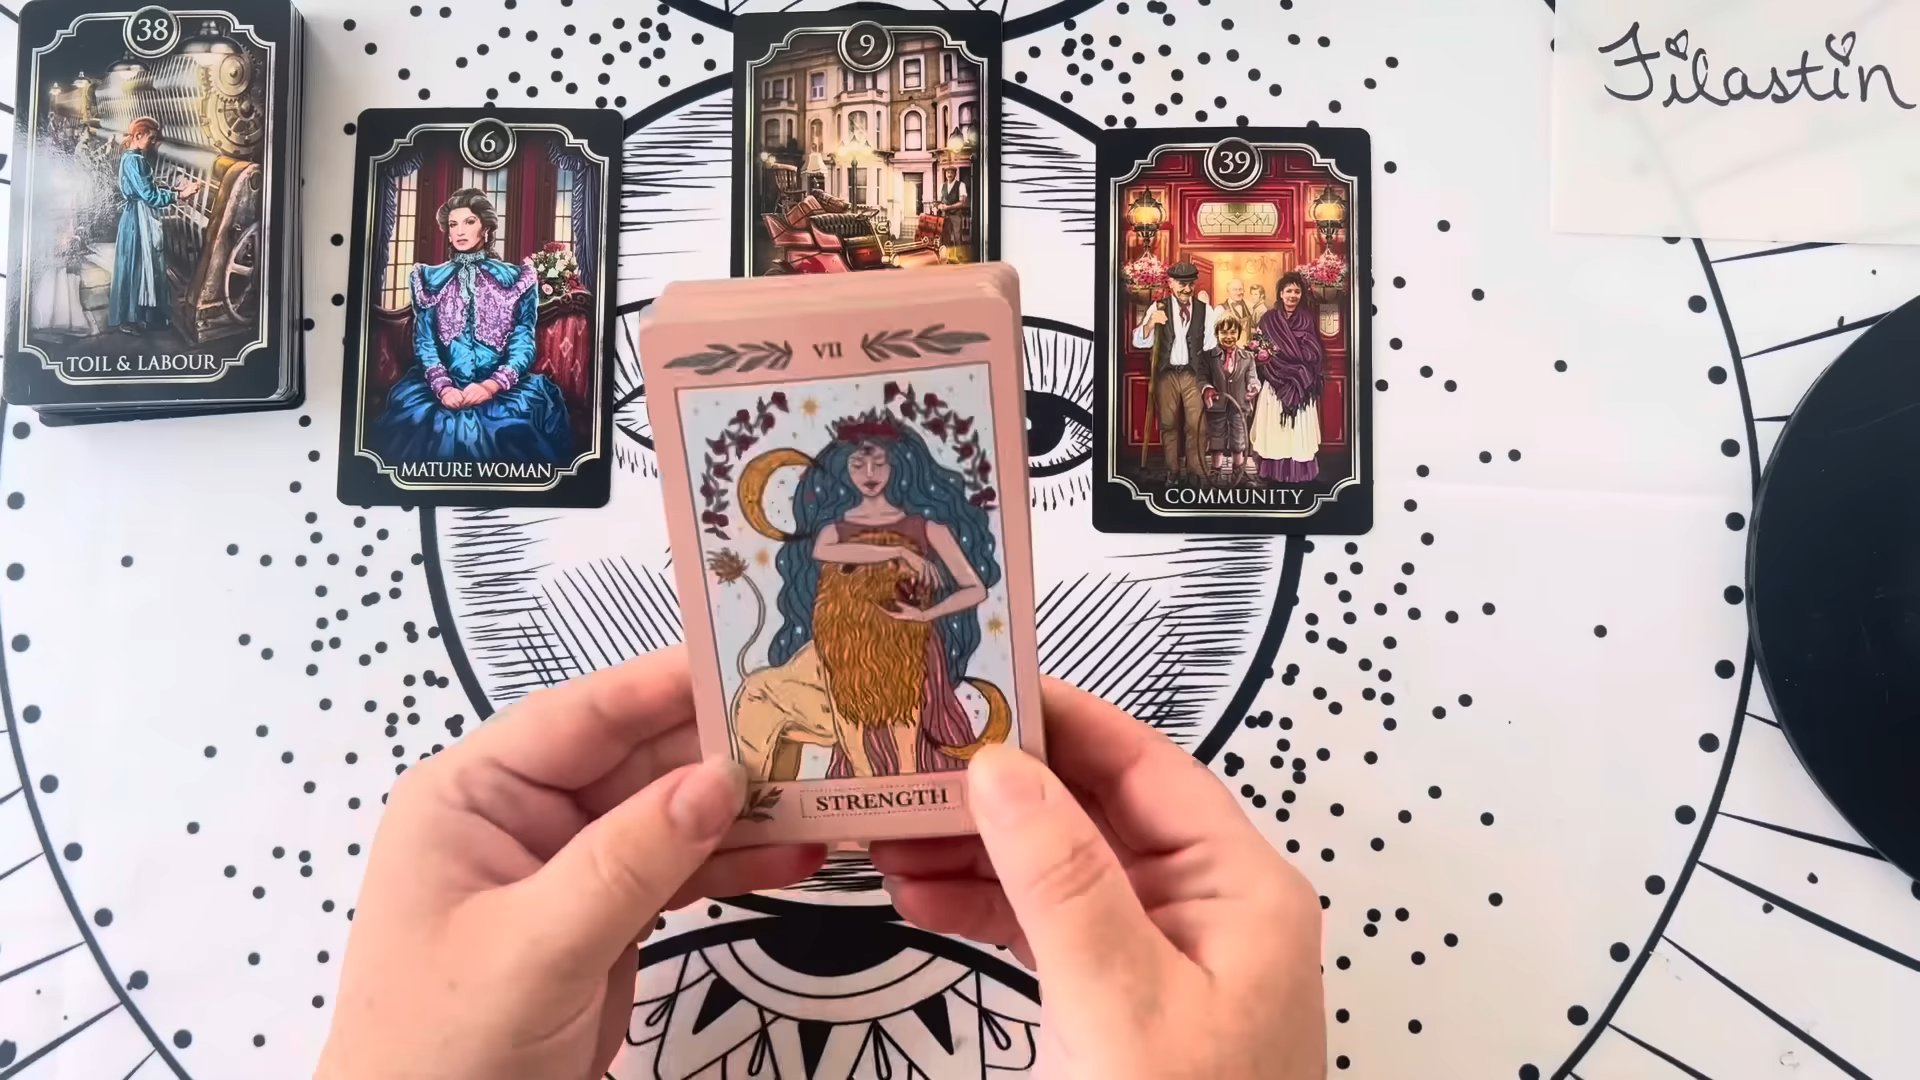 38
TOIL & LABOUR
6
MATURE WOMAN
9
39
COMMUNITY
Filastin
VII
STRENGTH